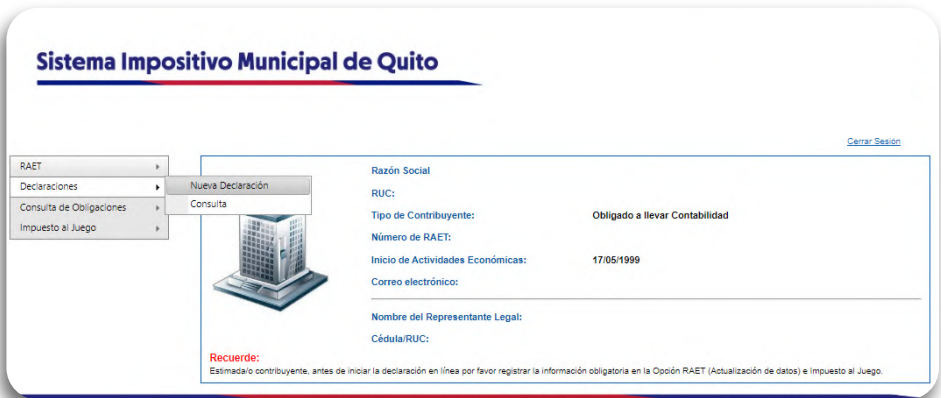 Sistema Impositivo Municipal de Quito
Cerrar Sesión
RAET
Declaraciones
Consulta de Obligaciones
Impuesto al Juego
Nueva Declaración
Consulta
Razón Social
RUC:
Tipo de Contribuyente: Obligado a llevar Contabilidad
Número de RAET:
Inicio de Actividades Económicas: 17/05/1999
Correo electrónico:
Nombre del Representante Legal:
Cédula/RUC:
Recuerde:
Estimada/o contribuyente, antes de iniciar la declaración en línea por favor registrar la información obligatoria en la Opción RAET (Actualización de datos) e Impuesto al Juego.